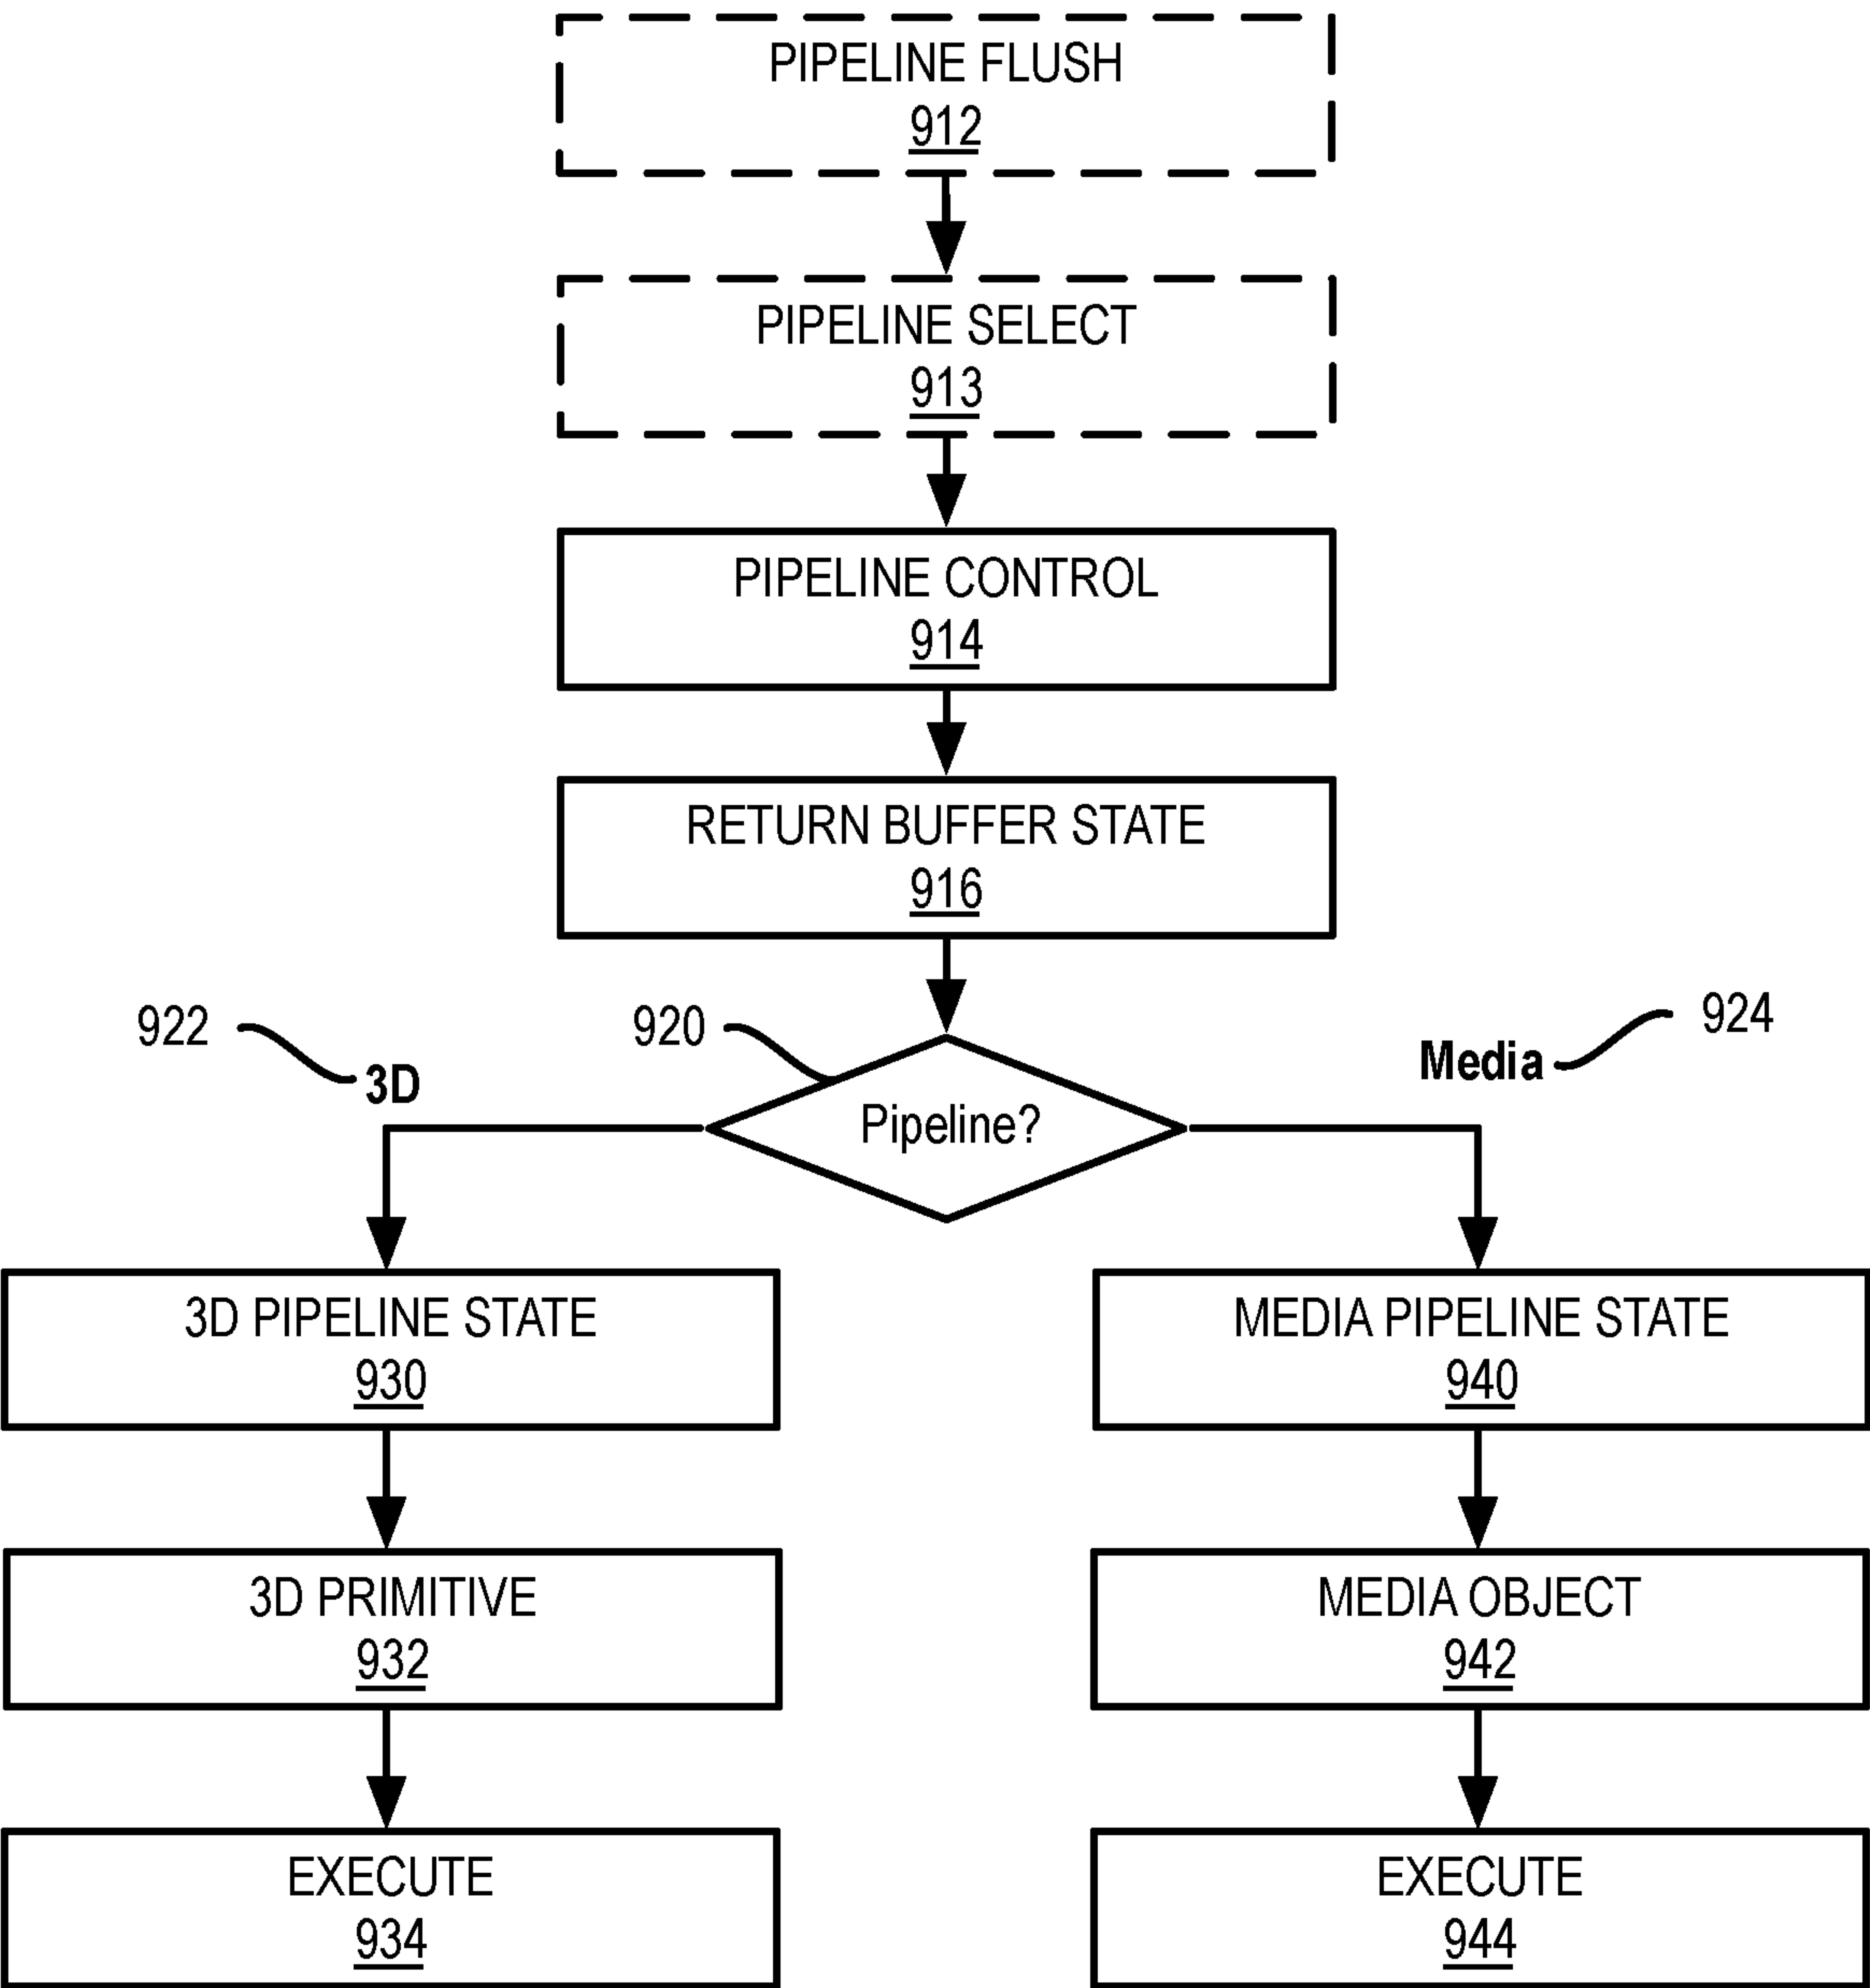 PIPELINE FLUSH
912
PIPELINE SELECT
913
PIPELINE CONTROL
914
RETURN BUFFER STATE
916
922
920
924
3D
Media
Pipeline?
3D PIPELINE STATE
930
MEDIA PIPELINE STATE
940
3D PRIMITIVE
932
MEDIA OBJECT
942
EXECUTE
934
EXECUTE
944